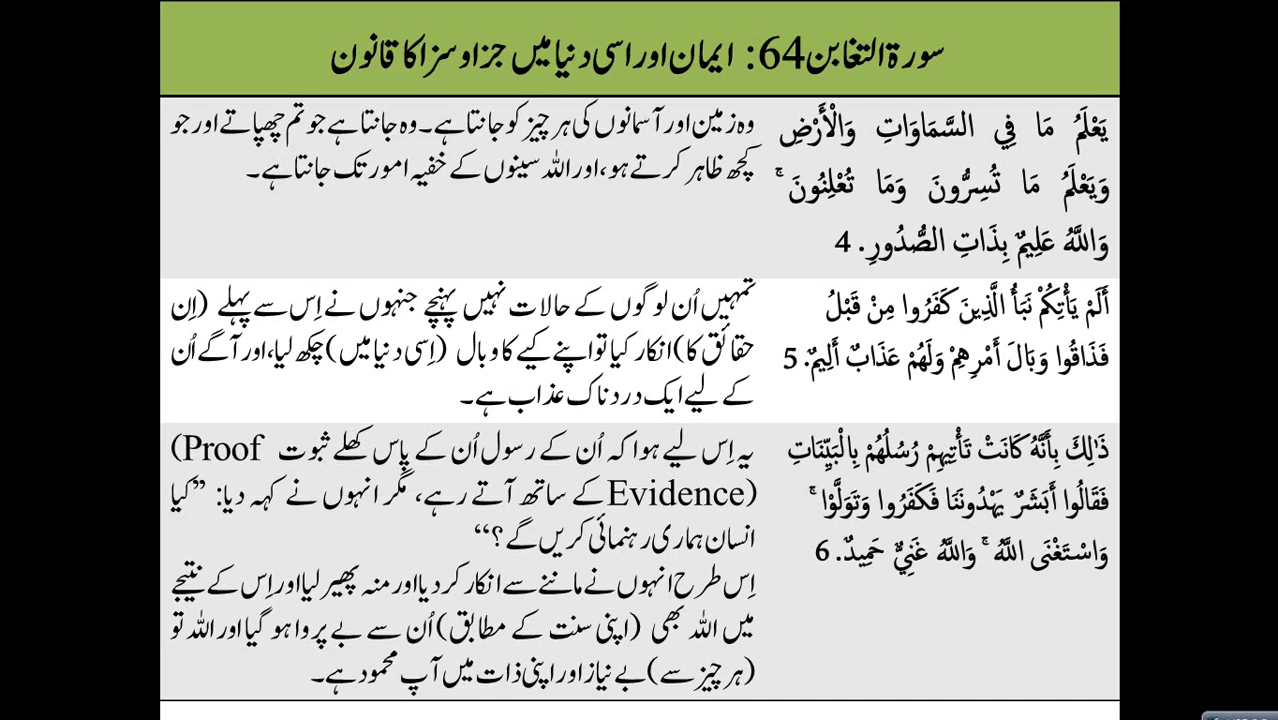 سورۃ التغابن 64: ایمان اور اسی دنیا میں جزا و سزا کا قانون
يَعْلَمُ مَا فِي السَّمَاوَاتِ وَالْأَرْضِ
وَيَعْلَمُ مَا تُسِرُّونَ وَمَا تُعْلِنُونَ ۚ
وَاللَّهُ عَلِيمٌ بِذَاتِ الصُّدُورِ. 4
وہ زمین اور آسمانوں کی ہر چیز کو جانتا ہے۔ وہ جانتا ہے جو تم چھپاتے اور جو
کچھ ظاہر کرتے ہو، اور اللہ سینوں کے خفیہ امور تک جانتا ہے۔
أَلَمْ يَأْتِكُمْ نَبَأُ الَّذِينَ كَفَرُوا مِنْ قَبْلُ
فَذَاقُوا وَبَالَ أَمْرِهِمْ وَلَهُمْ عَذَابٌ أَلِيمٌ. 5
تمہیں اُن لوگوں کے حالات نہیں پہنچے جنہوں نے اِس سے پہلے (اِن
حقائق کا) انکار کیا تو اپنے کیے کا وبال (اِسی دنیا میں) چکھ لیا، اور آگے اُن
کے لیے ایک دردناک عذاب ہے۔
ذَٰلِكَ بِأَنَّهُ كَانَتْ تَأْتِيهِمْ رُسُلُهُمْ بِالْبَيِّنَاتِ
فَقَالُوا أَبَشَرٌ يَهْدُونَنَا فَكَفَرُوا وَتَوَلَّوْا ۚ
وَاسْتَغْنَى اللَّهُ ۚ وَاللَّهُ غَنِيٌّ حَمِيدٌ. 6
یہ اِس لیے ہوا کہ اُن کے رسول اُن کے پاس کھلے ثبوت (Proof
Evidence) کے ساتھ آتے رہے، مگر انہوں نے کہہ دیا: ”کیا
انسان ہماری رہنمائی کریں گے؟“
اِس طرح انہوں نے ماننے سے انکار کر دیا اور منہ پھیر لیا اور اِس کے نتیجے
میں اللہ بھی (اپنی سنت کے مطابق) اُن سے بے پروا ہو گیا اور اللہ تو
(ہر چیز سے) بے نیاز اور اپنی ذات میں آپ محمود ہے۔